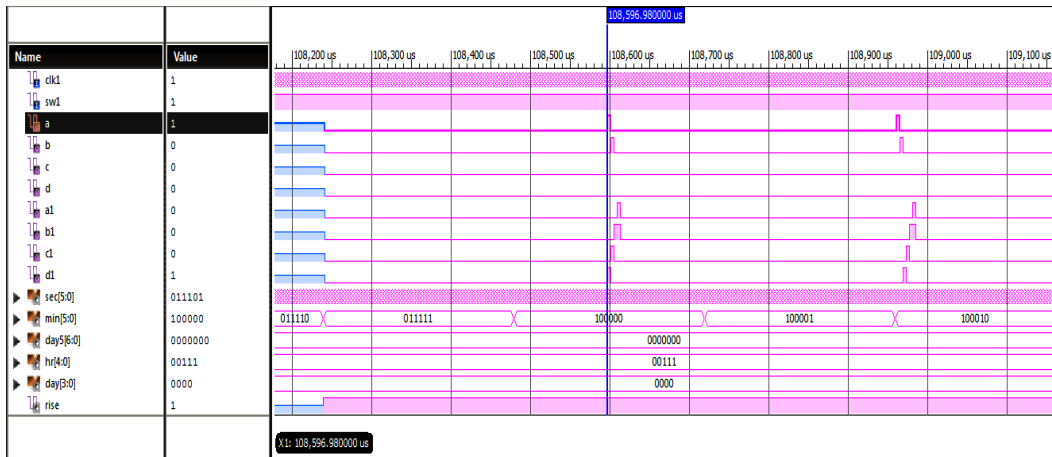 108,596.980000 us
Name Value
108,200 us 108,300 us 108,400 us 108,500 us 108,600 us 108,700 us 108,800 us 108,900 us 109,000 us 109,100 us
clk1 1
sw1 1
a 1
b 0
c 0
d 0
a1 0
b1 0
c1 0
d1 1
sec[5:0] 011101
min[5:0] 100000 011110 011111 100000 100001 100010
day5[6:0] 0000000 0000000
hr[4:0] 00111 00111
day[3:0] 0000 0000
rise 1
X1: 108,596.980000 us